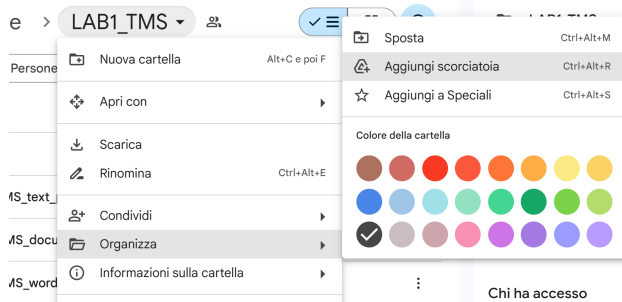 e > LAB1_TMS
LAB1_TMS
Persone
Nuova cartella Alt+C e poi F
Apri con
Scarica
Rinomina Ctrl+Alt+E
Condividi
Organizza
Informazioni sulla cartella
MS_text_
MS_docu
MS_word
Sposta Ctrl+Alt+M
Aggiungi scorciatoia Ctrl+Alt+R
Aggiungi a Speciali Ctrl+Alt+S
Colore della cartella
Chi ha accesso